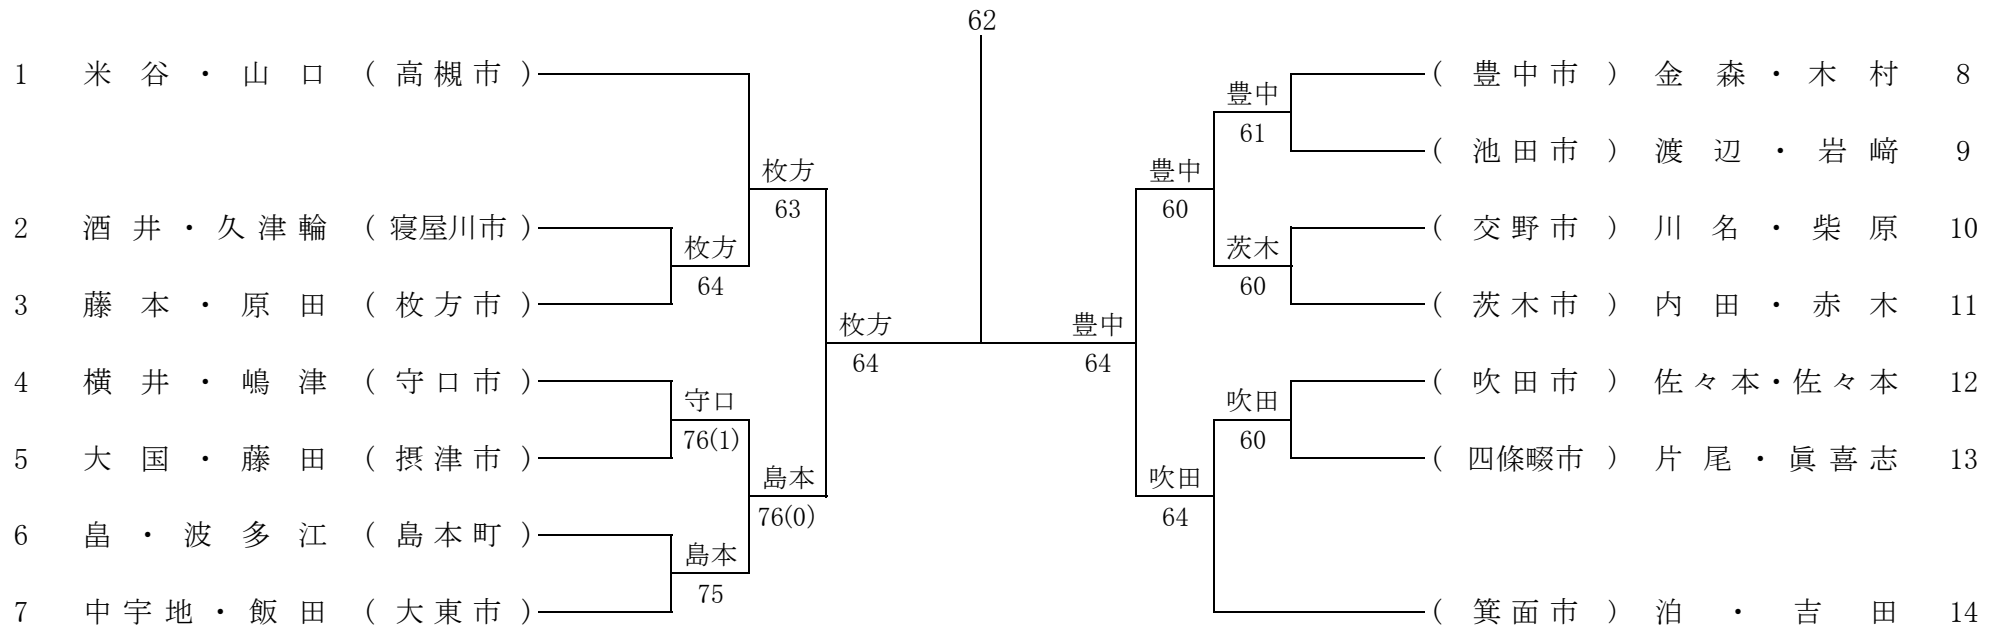 62
1 米谷・山口 (高槻市)
(豊中市) 金森・木村 8
豊中
61
(池田市) 渡辺・岩﨑 9
枚方
63
豊中
60
2 酒井・久津輪 (寝屋川市)
(交野市) 川名・柴原 10
枚方
64
茨木
60
3 藤本・原田 (枚方市)
(茨木市) 内田・赤木 11
枚方
64
豊中
64
4 横井・嶋津 (守口市)
(吹田市) 佐々本・佐々本 12
守口
76(1)
吹田
60
5 大国・藤田 (摂津市)
(四條畷市) 片尾・眞喜志 13
島本
76(0)
吹田
64
6 畠・波多江 (島本町)
島本
75
7 中宇地・飯田 (大東市)
(箕面市) 泊・吉田 14